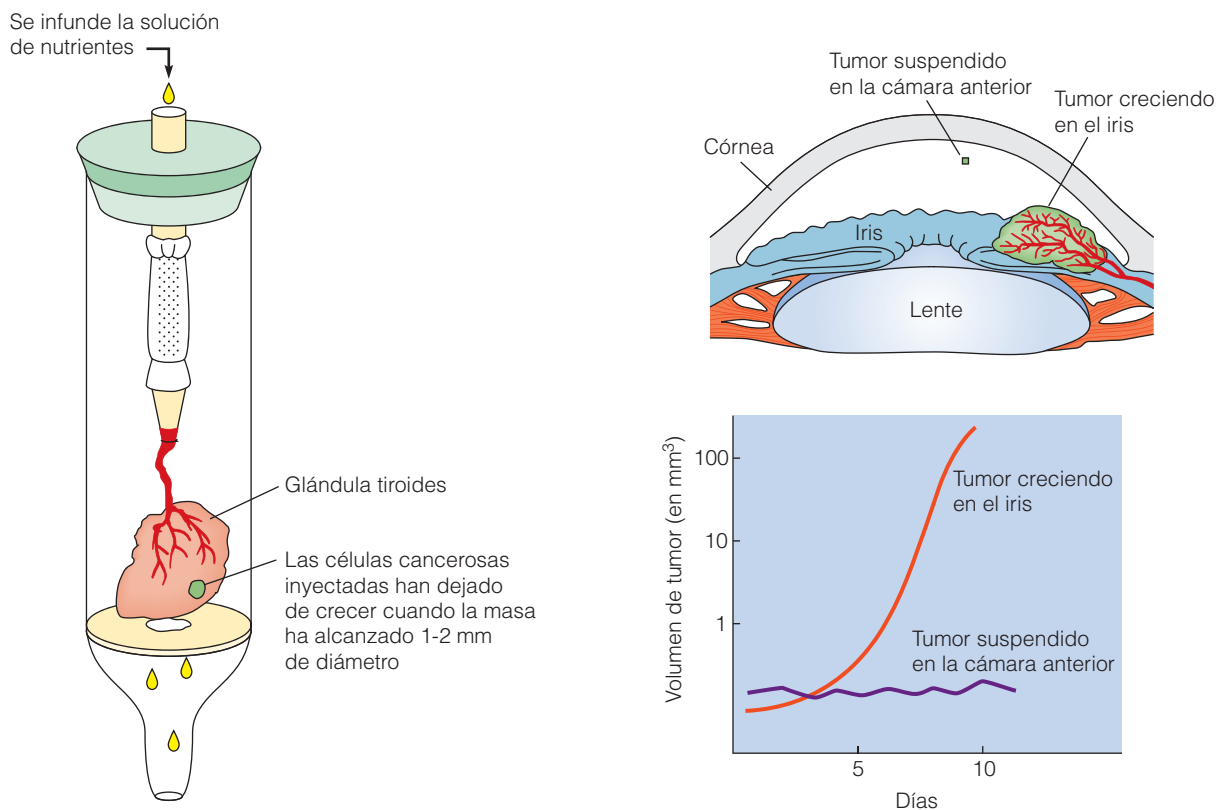 Se infunde la solución
de nutrientes
Glándula tiroides
Las células cancerosas
inyectadas han dejado
de crecer cuando la masa
ha alcanzado 1-2 mm
de diámetro
Tumor suspendido
en la cámara anterior
Tumor creciendo
en el iris
Córnea
Iris
Lente
Volumen de tumor (en mm³)
100
10
1
Tumor creciendo
en el iris
Tumor suspendido
en la cámara anterior
5
10
Días